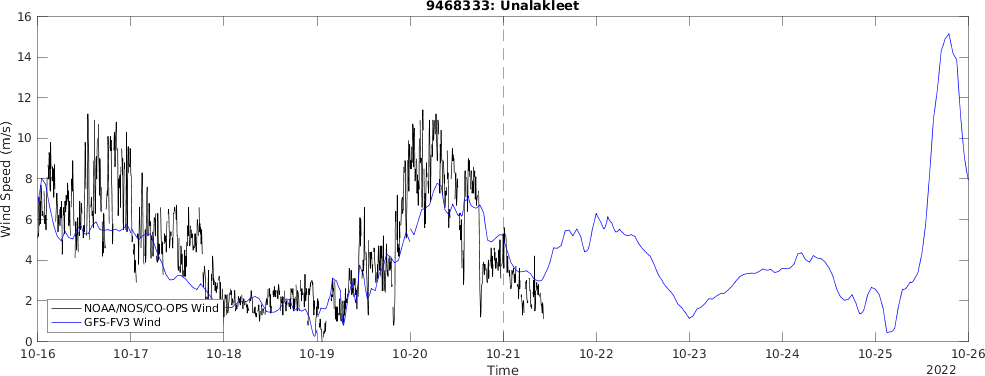 9468333: Unalakleet
16
14
12
10
8
6
4
2
0
Wind Speed (m/s)
NOAA/NOS/CO-OPS Wind
GFS-FV3 Wind
10-16 10-17 10-18 10-19 10-20 10-21 10-22 10-23 10-24 10-25 10-26
Time
2022